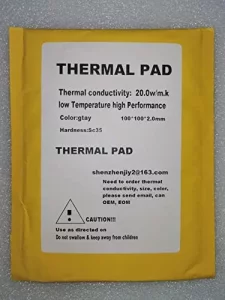 THERMAL PAD
Thermal conductivity: 20.0w/m.k
low Temperature high Performance
Color:gtay 100*100*2.0mm
Hardness:Sc35
THERMAL PAD
shenzhenjiy2@163.com
Need to order thermal
conductivity, size, color,
please send email, can
OEM, EOM
CAUTION!!!
Use as directed on
Do not swallow & keep away from children